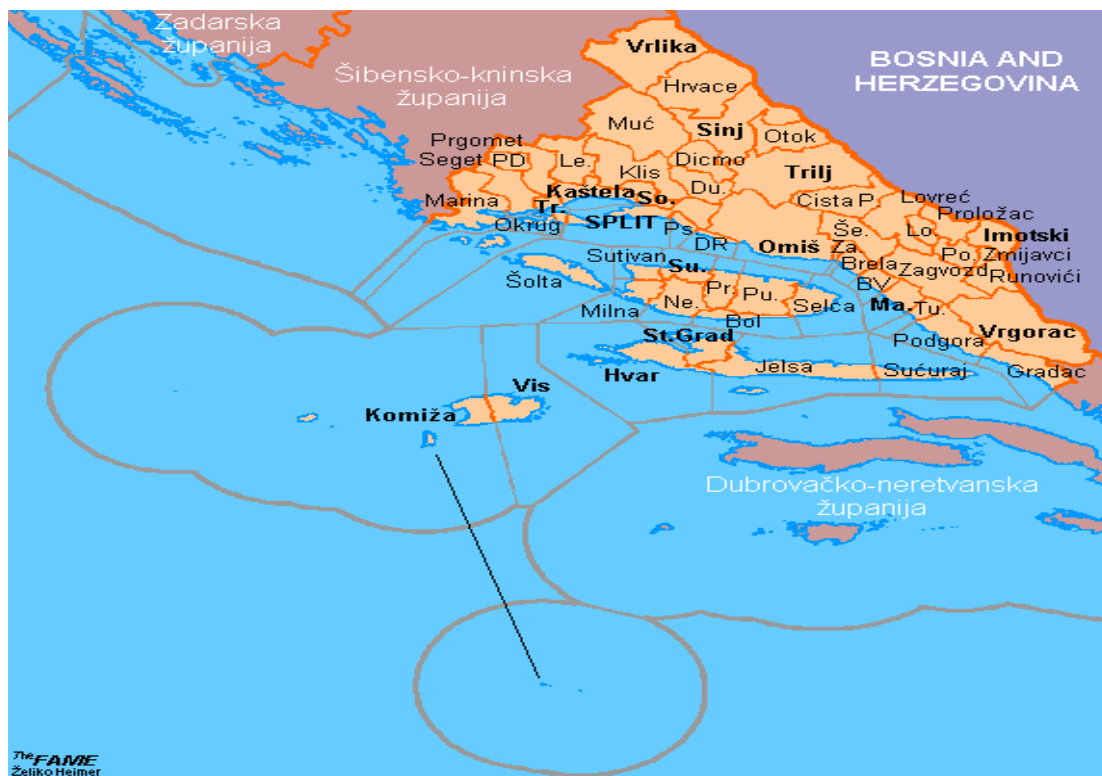 Zadarska
županija
Šibensko-kninska
županija
BOSNIA AND
HERZEGOVINA
Vrlika
Hrvace
Muć
Sinj
Otok
Prgomet
Seget
PD
Le.
Klis
Dicmo
Trilj
Du.
Marina
Kaštela
So.
Tr.
Okrug
SPLIT
Ps.
DR
Omiš
Cista P.
Lovreć
Proložac
Še.
Lo.
Imotski
Za.
Po.
Zmijavci
Brela
Zagvozd
Runovići
Sutivan
Su.
BV
Šolta
Pr.
Pu.
Ne.
Selca
Ma.
Tu.
Milna
Bol
Vrgorac
St.Grad
Podgora
Hvar
Jelsa
Sućuraj
Gradac
Vis
Komiža
Dubrovačko-neretvanska
županija
The FAME
Željko Heimer